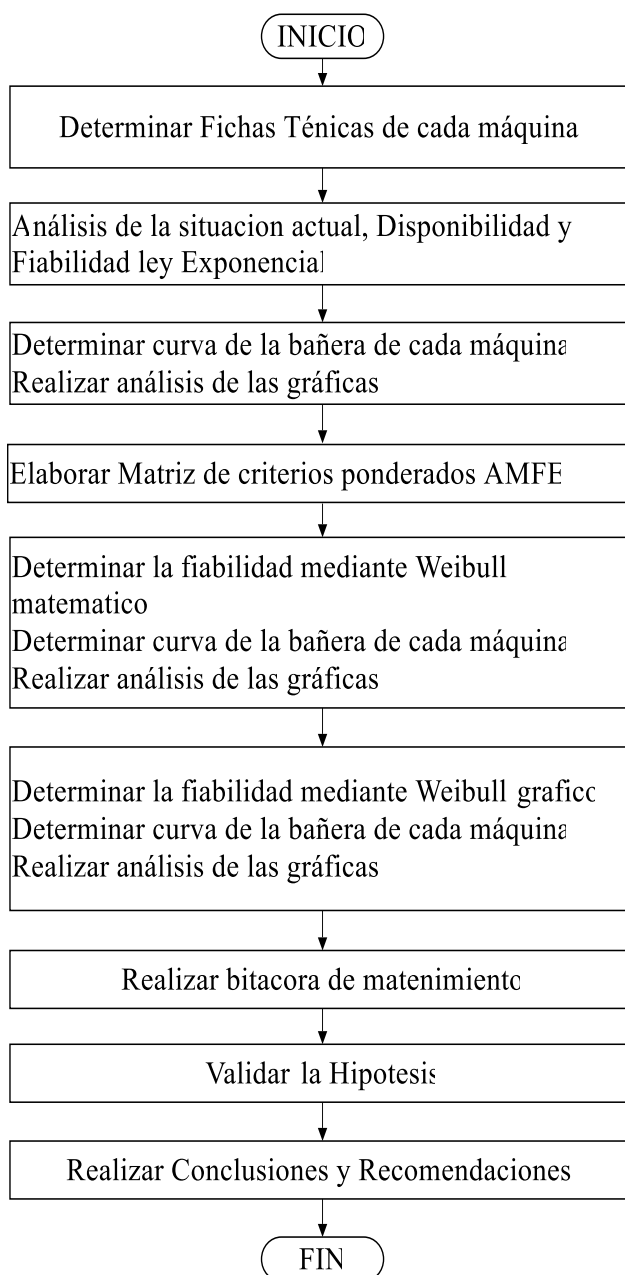 INICIO
Determinar Fichas Ténicas de cada máquina
Análisis de la situacion actual, Disponibilidad y
Fiabilidad ley Exponencial
Determinar curva de la bañera de cada máquina
Realizar análisis de las gráficas
Elaborar Matriz de criterios ponderados AMFE
Determinar la fiabilidad mediante Weibull
matematico
Determinar curva de la bañera de cada máquina
Realizar análisis de las gráficas
Determinar la fiabilidad mediante Weibull grafico
Determinar curva de la bañera de cada máquina
Realizar análisis de las gráficas
Realizar bitacora de matenimiento
Validar la Hipotesis
Realizar Conclusiones y Recomendaciones
FIN